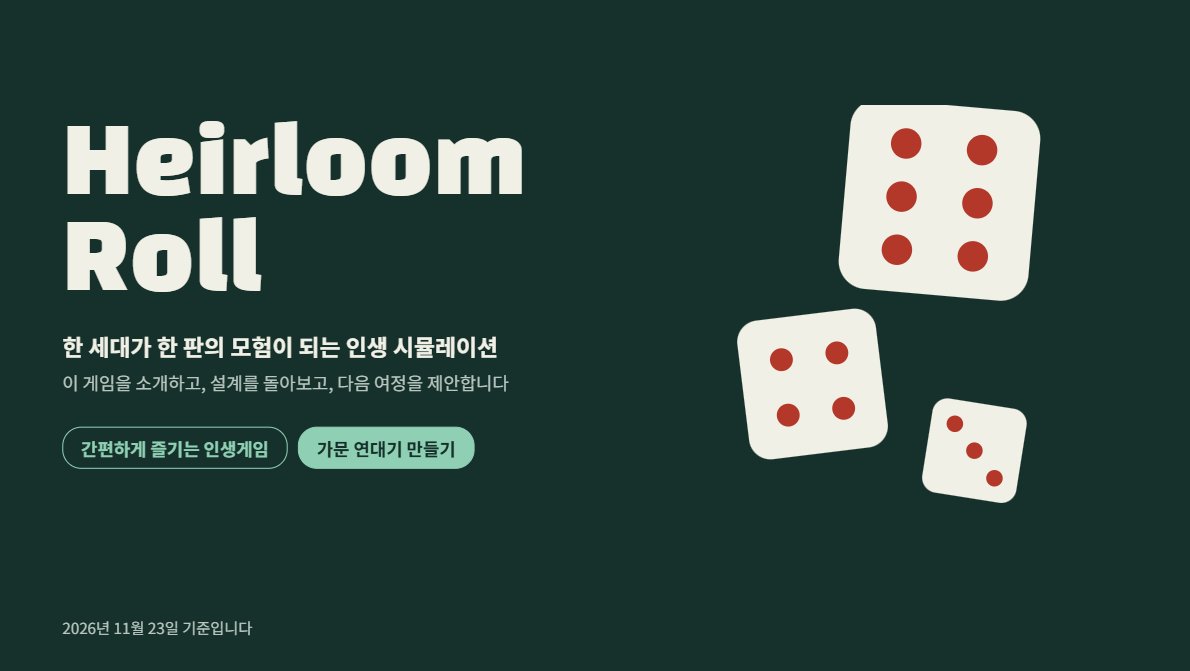 Heirloom
Roll
한 세대가 한 판의 모험이 되는 인생 시뮬레이션
이 게임을 소개하고, 설계를 돌아보고, 다음 여정을 제안합니다
간편하게 즐기는 인생게임
가문 연대기 만들기
2026년 11월 23일 기준입니다